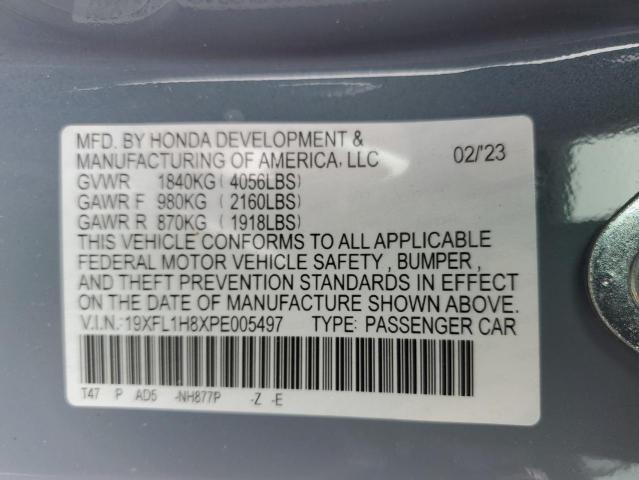 MFD. BY HONDA DEVELOPMENT &
MANUFACTURING OF AMERICA, LLC 02/'23
GVWR 1840KG ( 4056LBS)
GAWR F 980KG ( 2160LBS)
GAWR R 870KG ( 1918LBS)
THIS VEHICLE CONFORMS TO ALL APPLICABLE
FEDERAL MOTOR VEHICLE SAFETY , BUMPER ,
AND THEFT PREVENTION STANDARDS IN EFFECT
ON THE DATE OF MANUFACTURE SHOWN ABOVE.
V.I.N.:19XFL1H8XPE005497 TYPE: PASSENGER CAR
T47 P AD5 -NH877P -Z -E